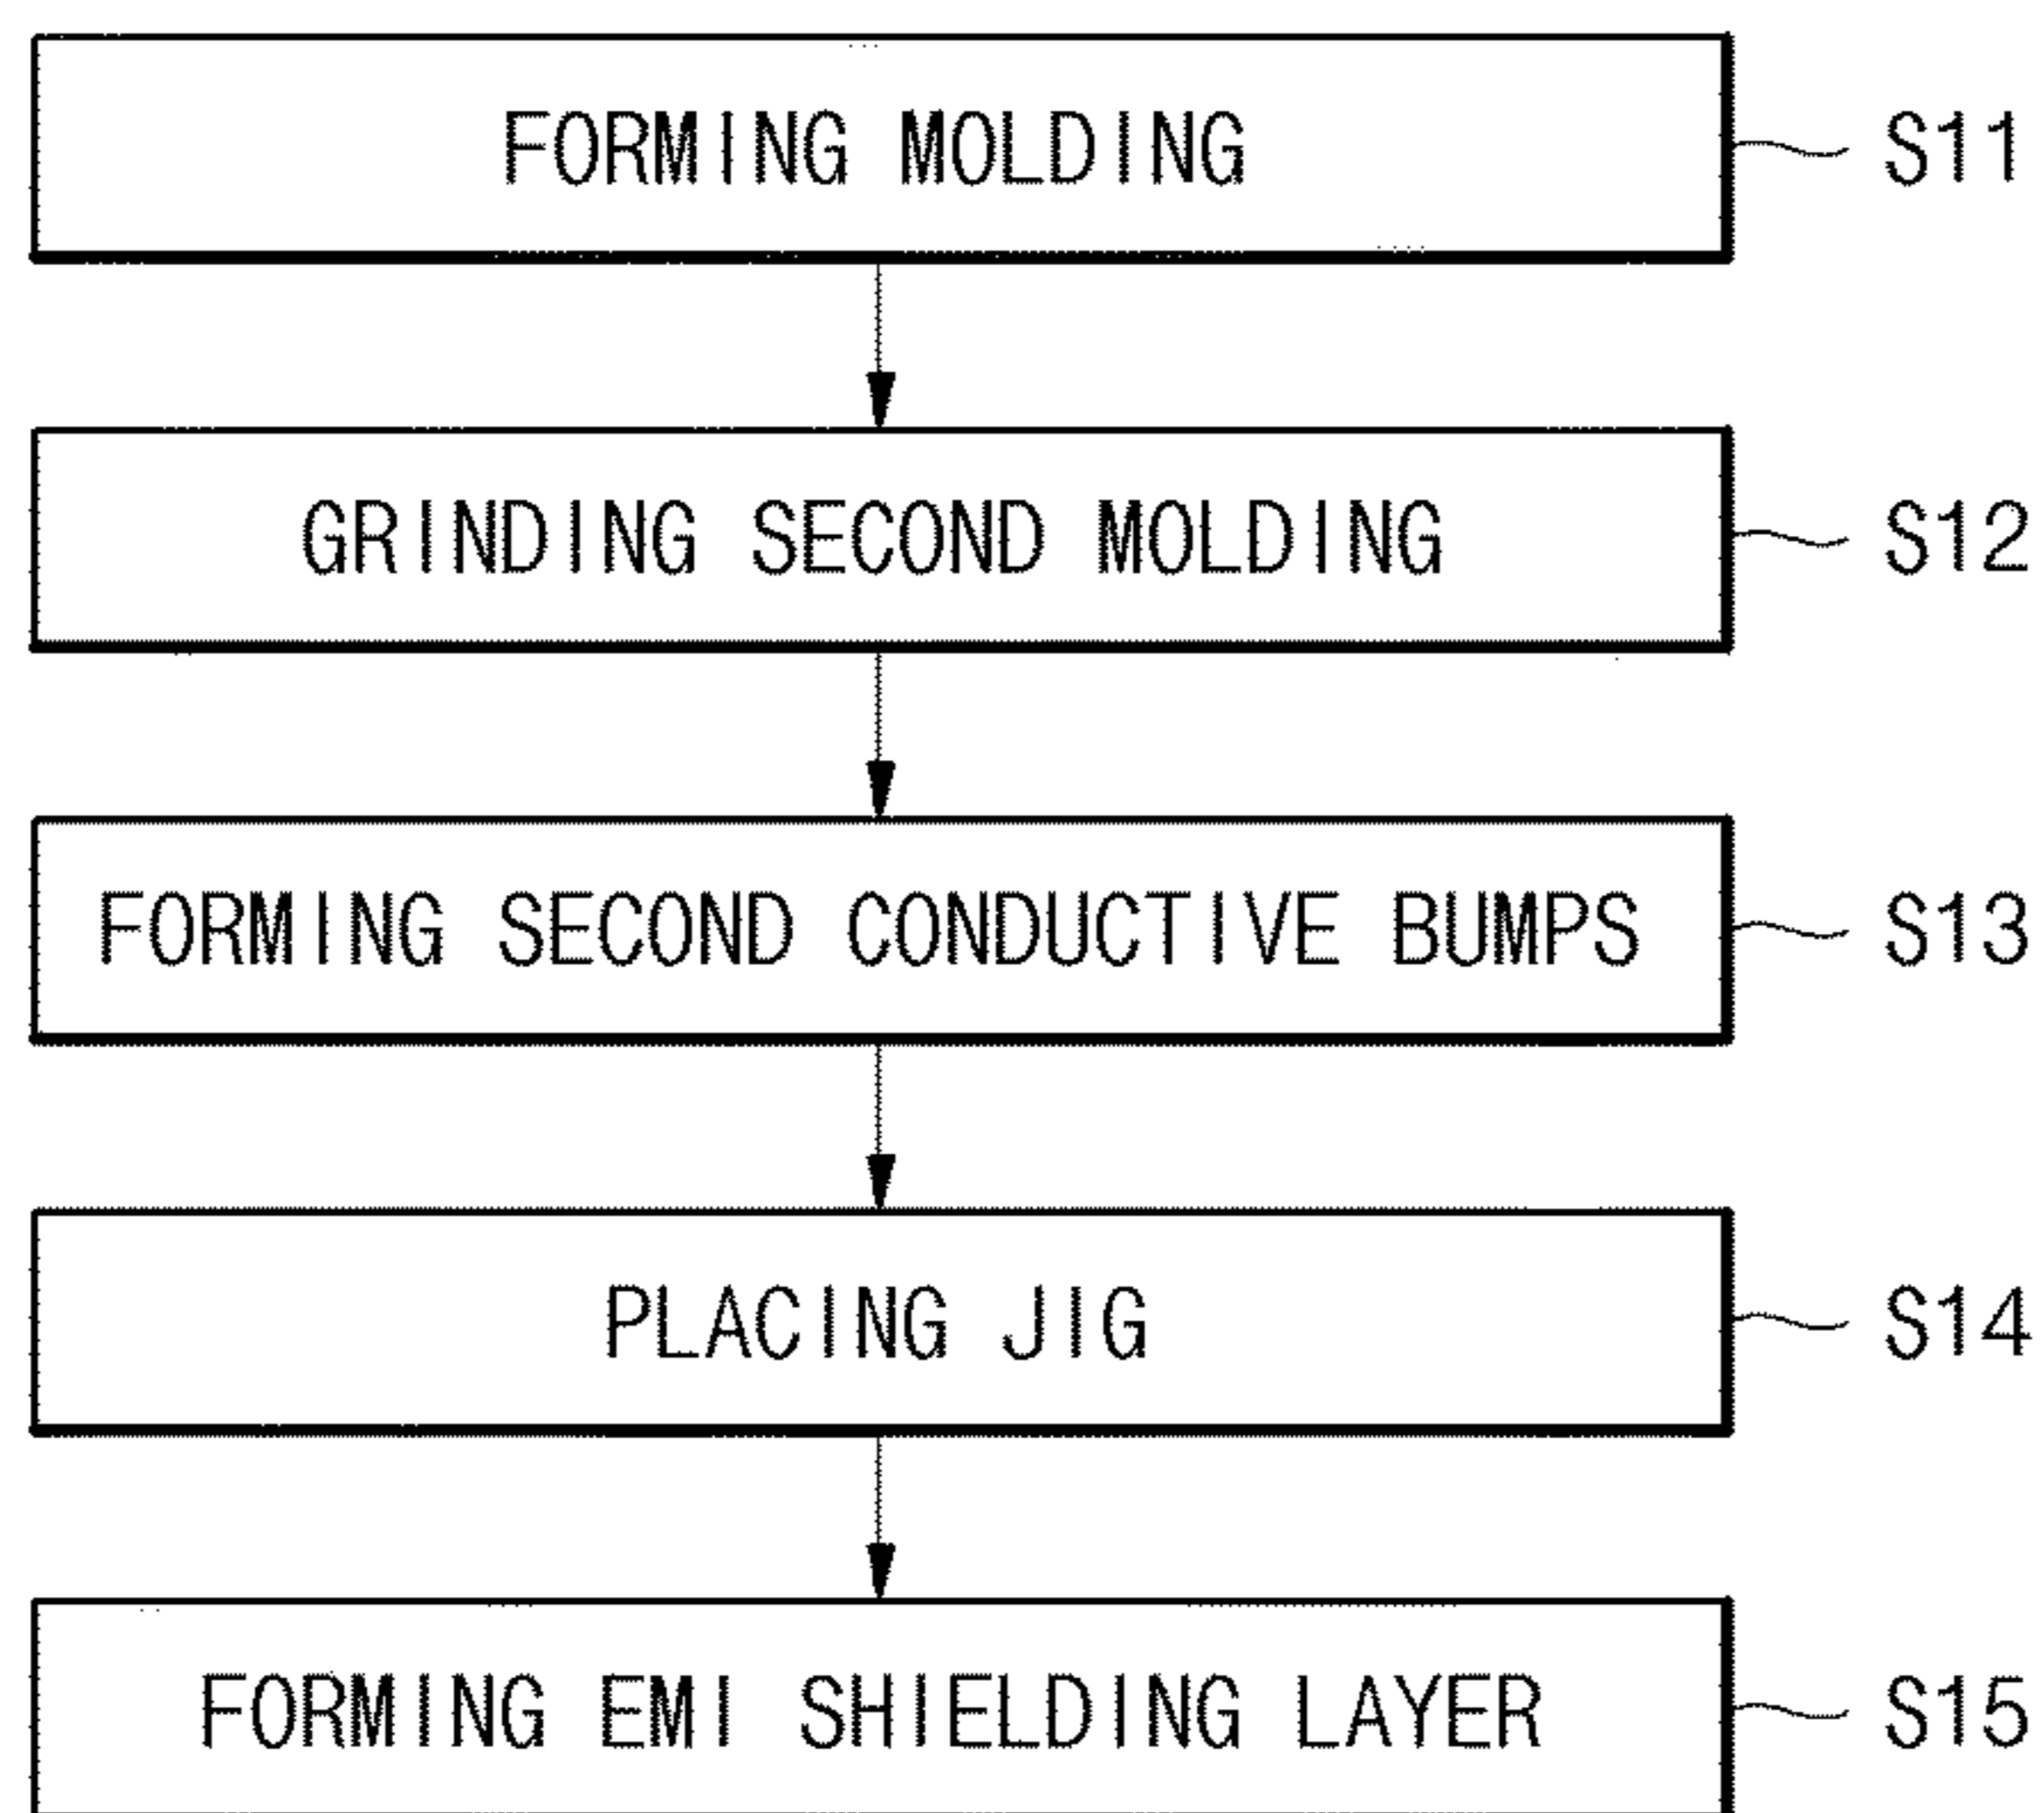 FORMING MOLDING S11
GRINDING SECOND MOLDING S12
FORMING SECOND CONDUCTIVE BUMPS S13
PLACING JIG S14
FORMING EMI SHIELDING LAYER S15